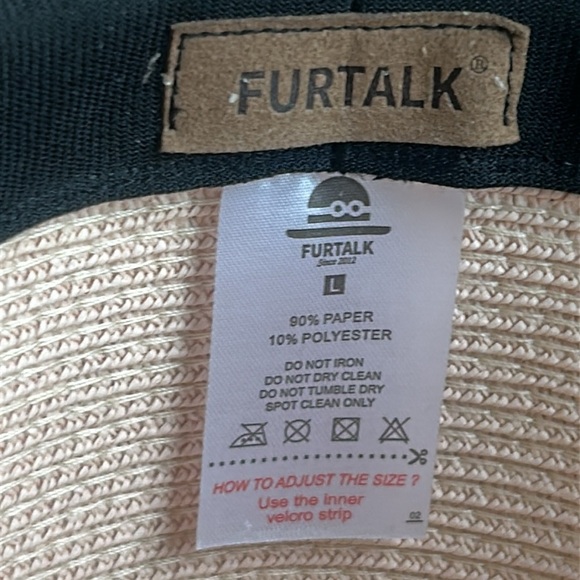 FURTALK®
FURTALK
Since 2012
L
90% PAPER
10% POLYESTER
DO NOT IRON
DO NOT DRY CLEAN
DO NOT TUMBLE DRY
SPOT CLEAN ONLY
HOW TO ADJUST THE SIZE ?
Use the inner
velcro strip
02